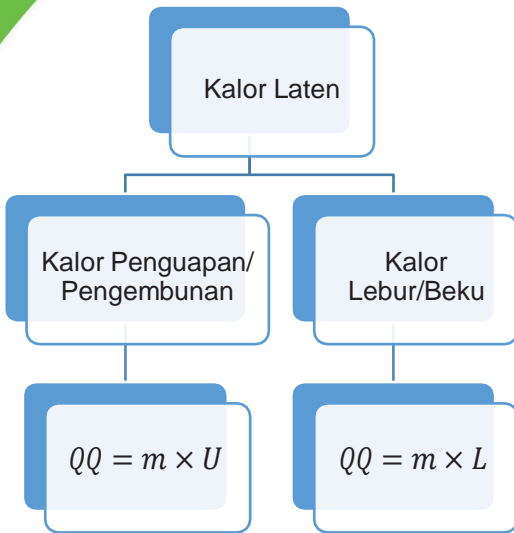 Kalor Laten
Kalor Penguapan/
Pengembunan
Kalor
Lebur/Beku
𝑄𝑄 = 𝑚 × 𝑈
𝑄𝑄 = 𝑚 × 𝐿